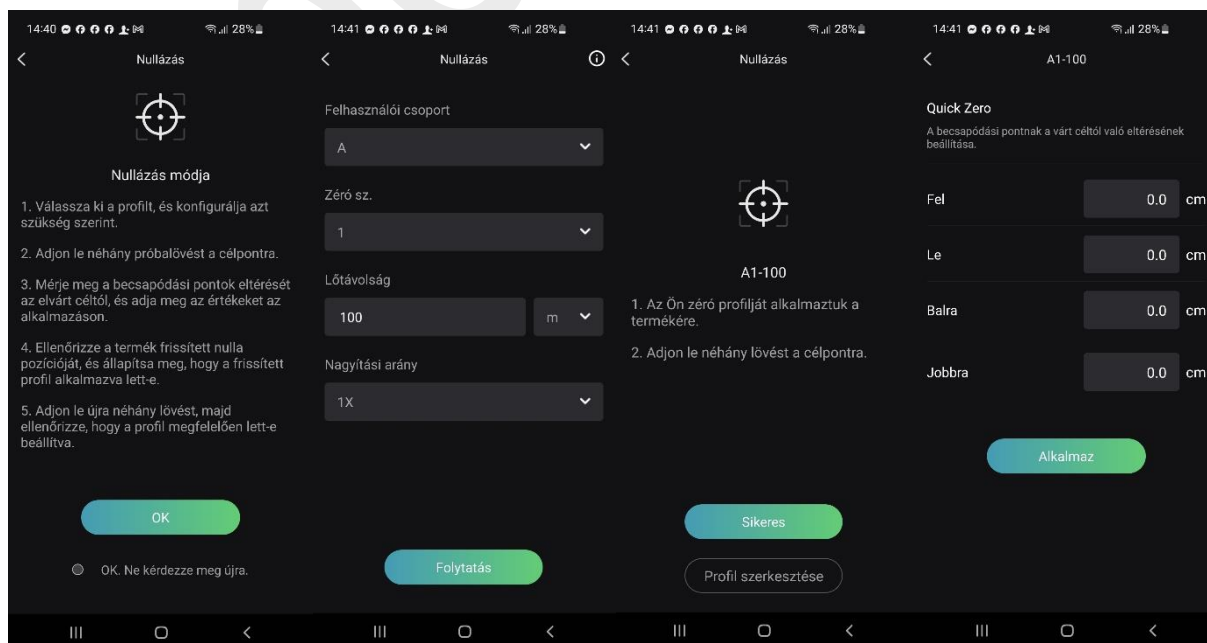 14:40 28%
Nullázás
Nullázás módja
1. Válassza ki a profilt, és konfigurálja azt
szükség szerint.
2. Adjon le néhány próbalövést a célpontra.
3. Mérje meg a becsapódási pontok eltérését
az elvárt céltól, és adja meg az értékeket az
alkalmazáson.
4. Ellenőrizze a termék frissített nulla
pozícióját, és állapítsa meg, hogy a frissített
profil alkalmazva lett-e.
5. Adjon le újra néhány lövést, majd
ellenőrizze, hogy a profil megfelelően lett-e
beállítva.
OK
OK. Ne kérdezze meg újra.
14:41 28%
Nullázás
Felhasználói csoport
A
Zéró sz.
1
Lőtávolság
100 m
Nagyítási arány
1X
Folytatás
14:41 28%
Nullázás
A1-100
1. Az Ön zéró profilját alkalmaztuk a
termékére.
2. Adjon le néhány lövést a célpontra.
Sikeres
Profil szerkesztése
14:41 28%
A1-100
Quick Zero
A becsapódási pontnak a várt céltól való eltérésének
beállítása.
Fel 0.0 cm
Le 0.0 cm
Balra 0.0 cm
Jobbra 0.0 cm
Alkalmaz